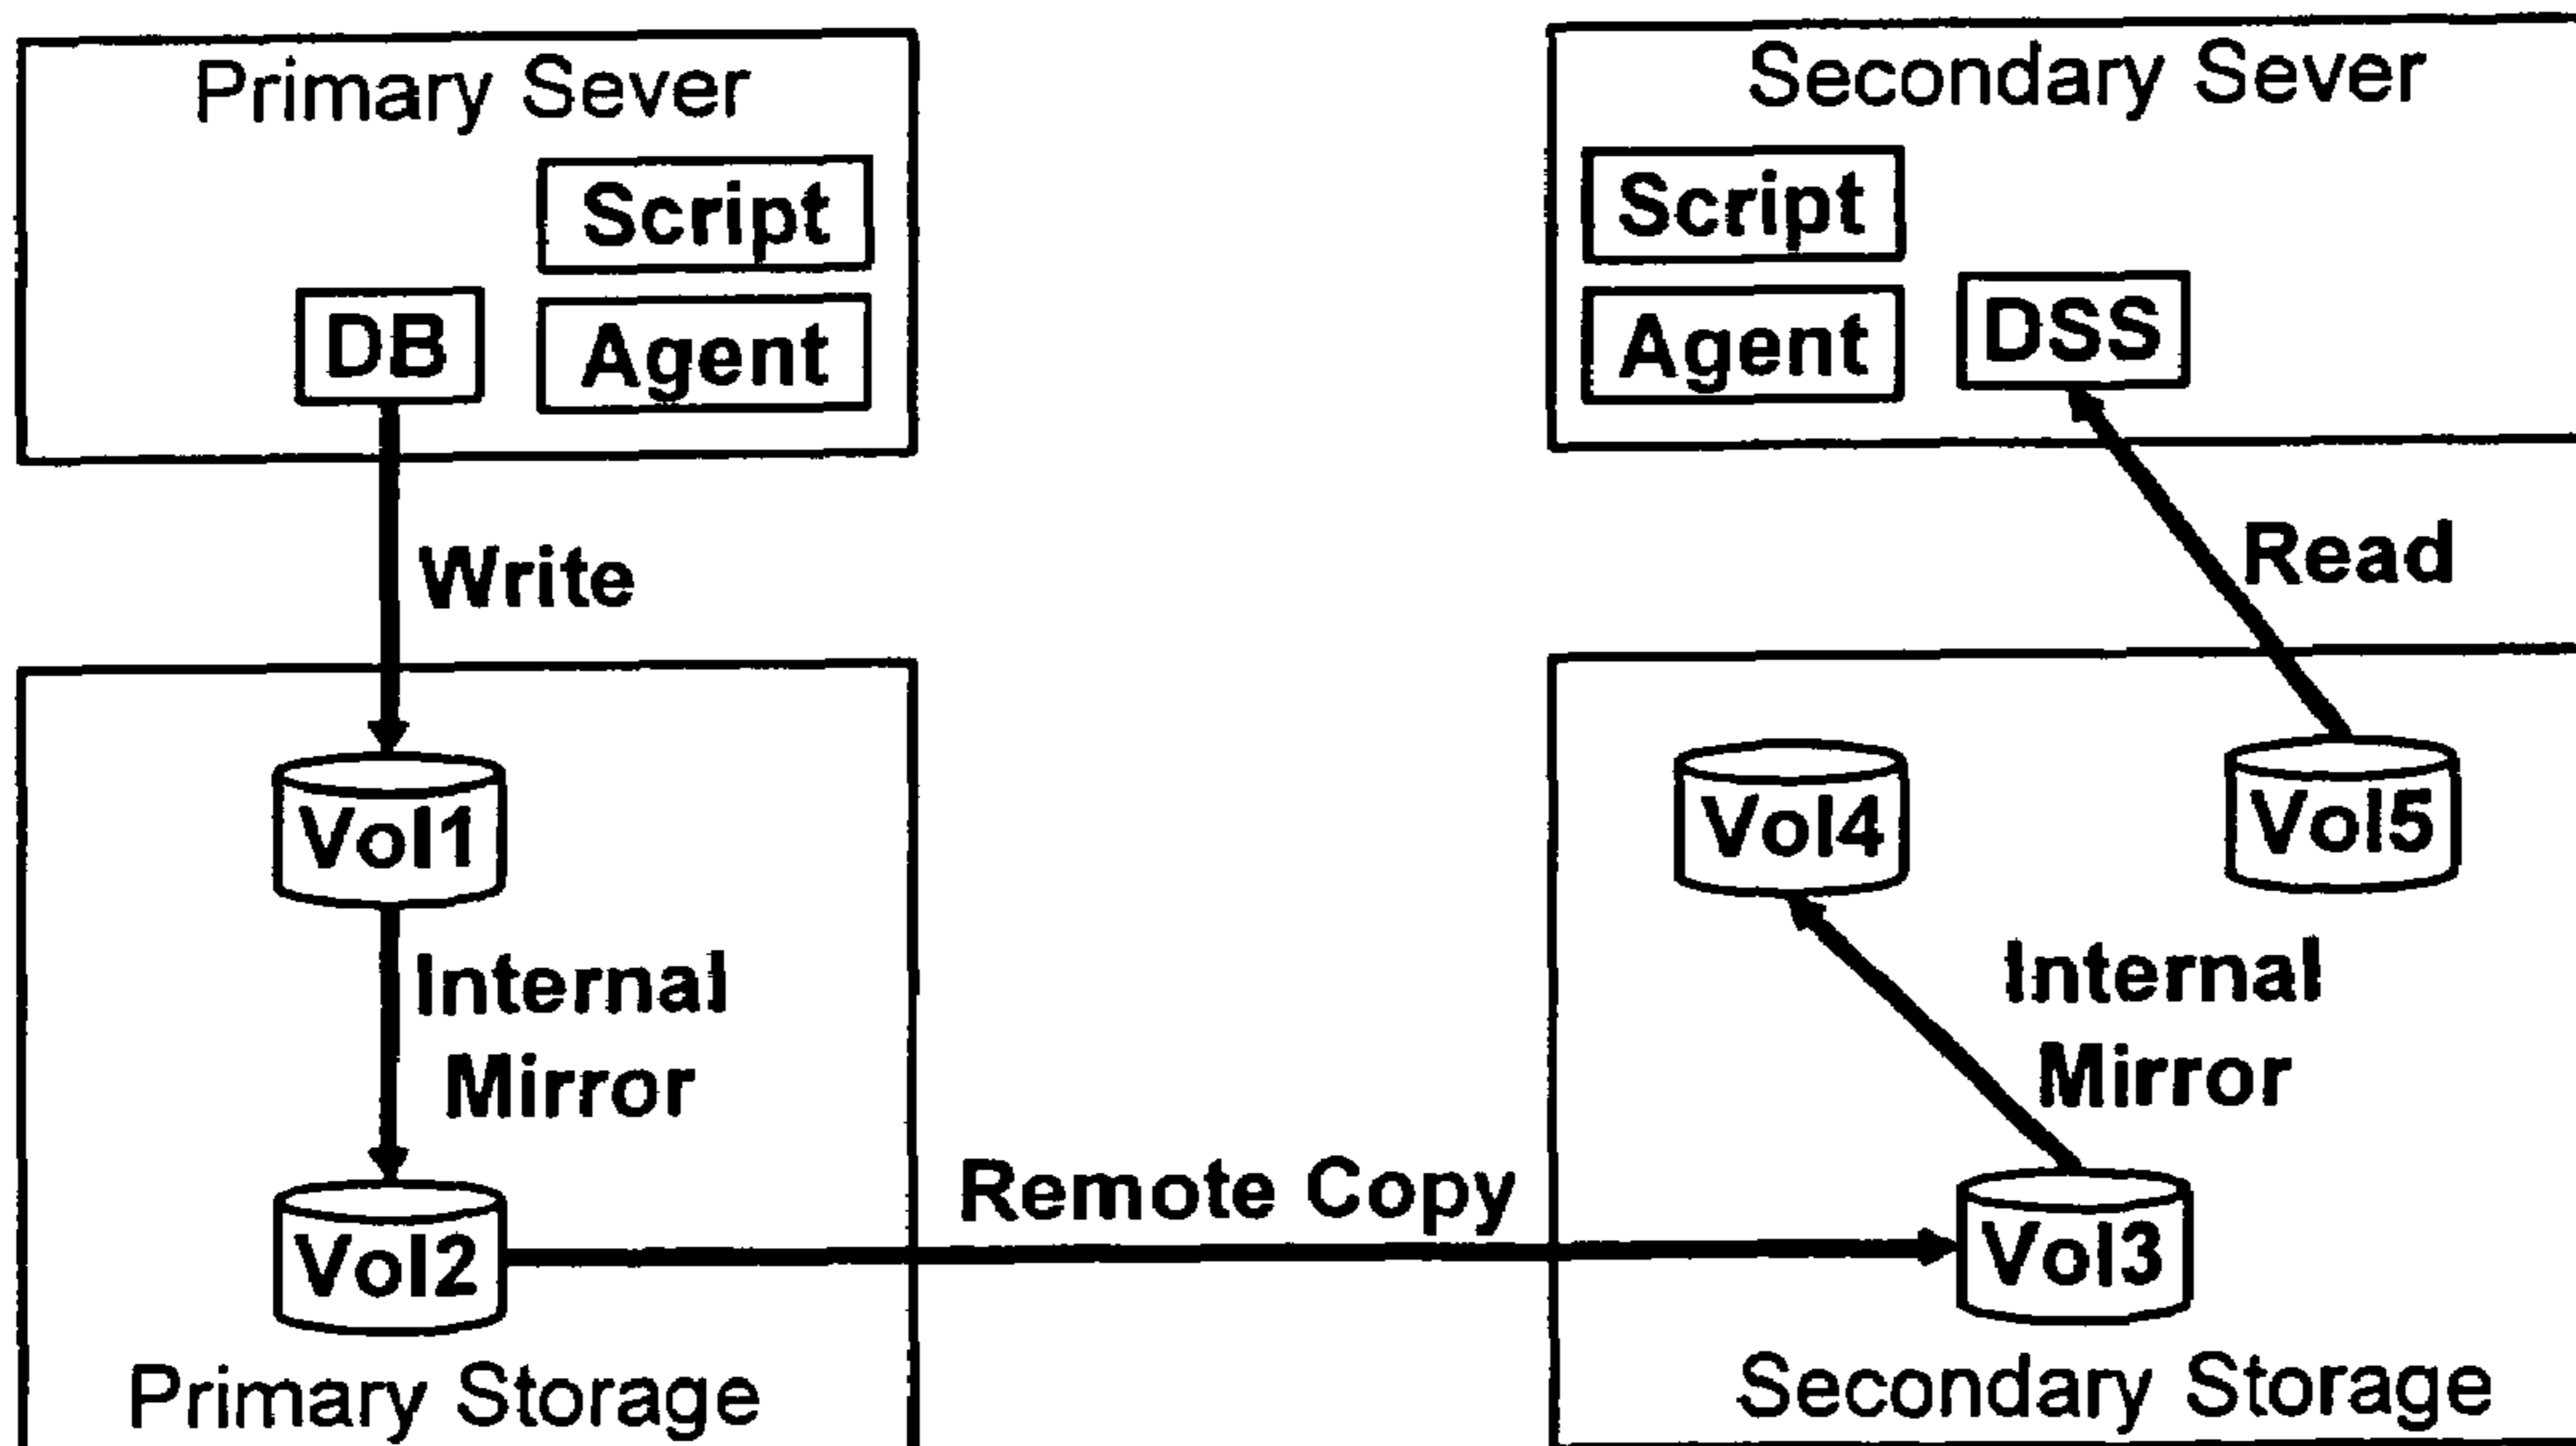 Primary Sever
Script
DB
Agent
Write
Vol1
Internal
Mirror
Vol2
Primary Storage
Remote Copy
Secondary Sever
Script
Agent
DSS
Read
Vol4
Vol5
Internal
Mirror
Vol3
Secondary Storage